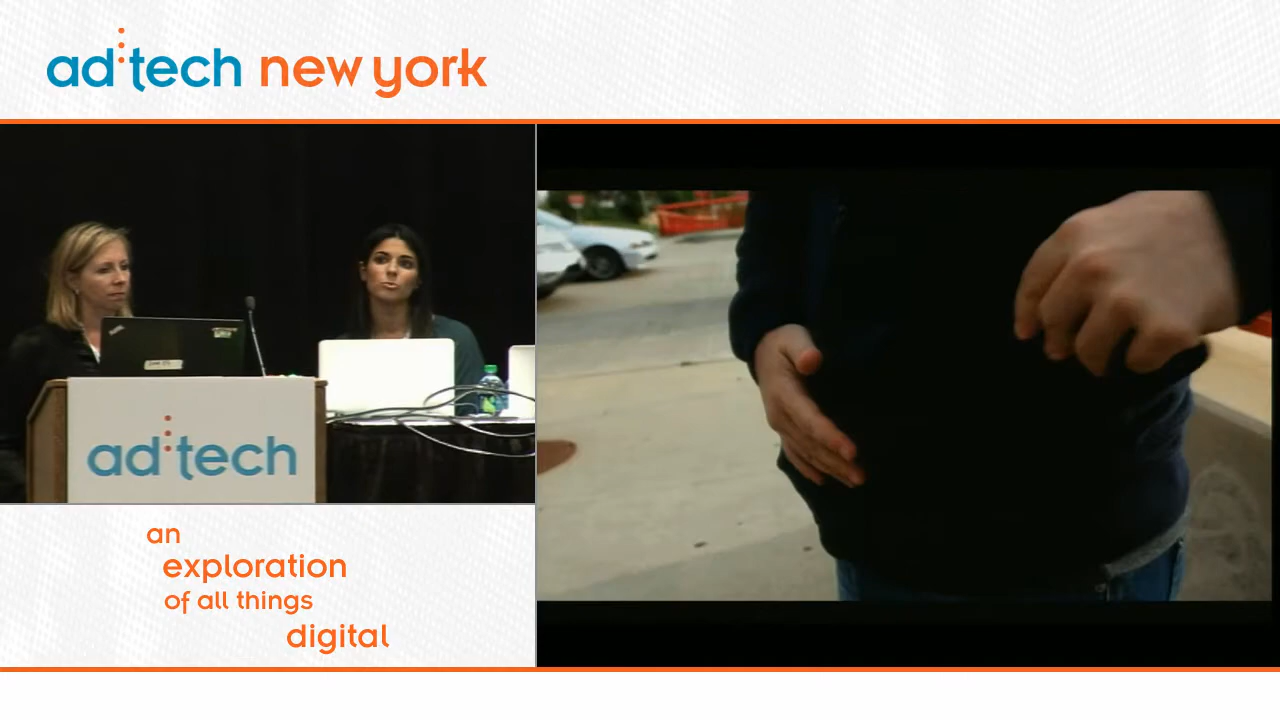 ad:tech new york
ad:tech
an
exploration
of all things
digital